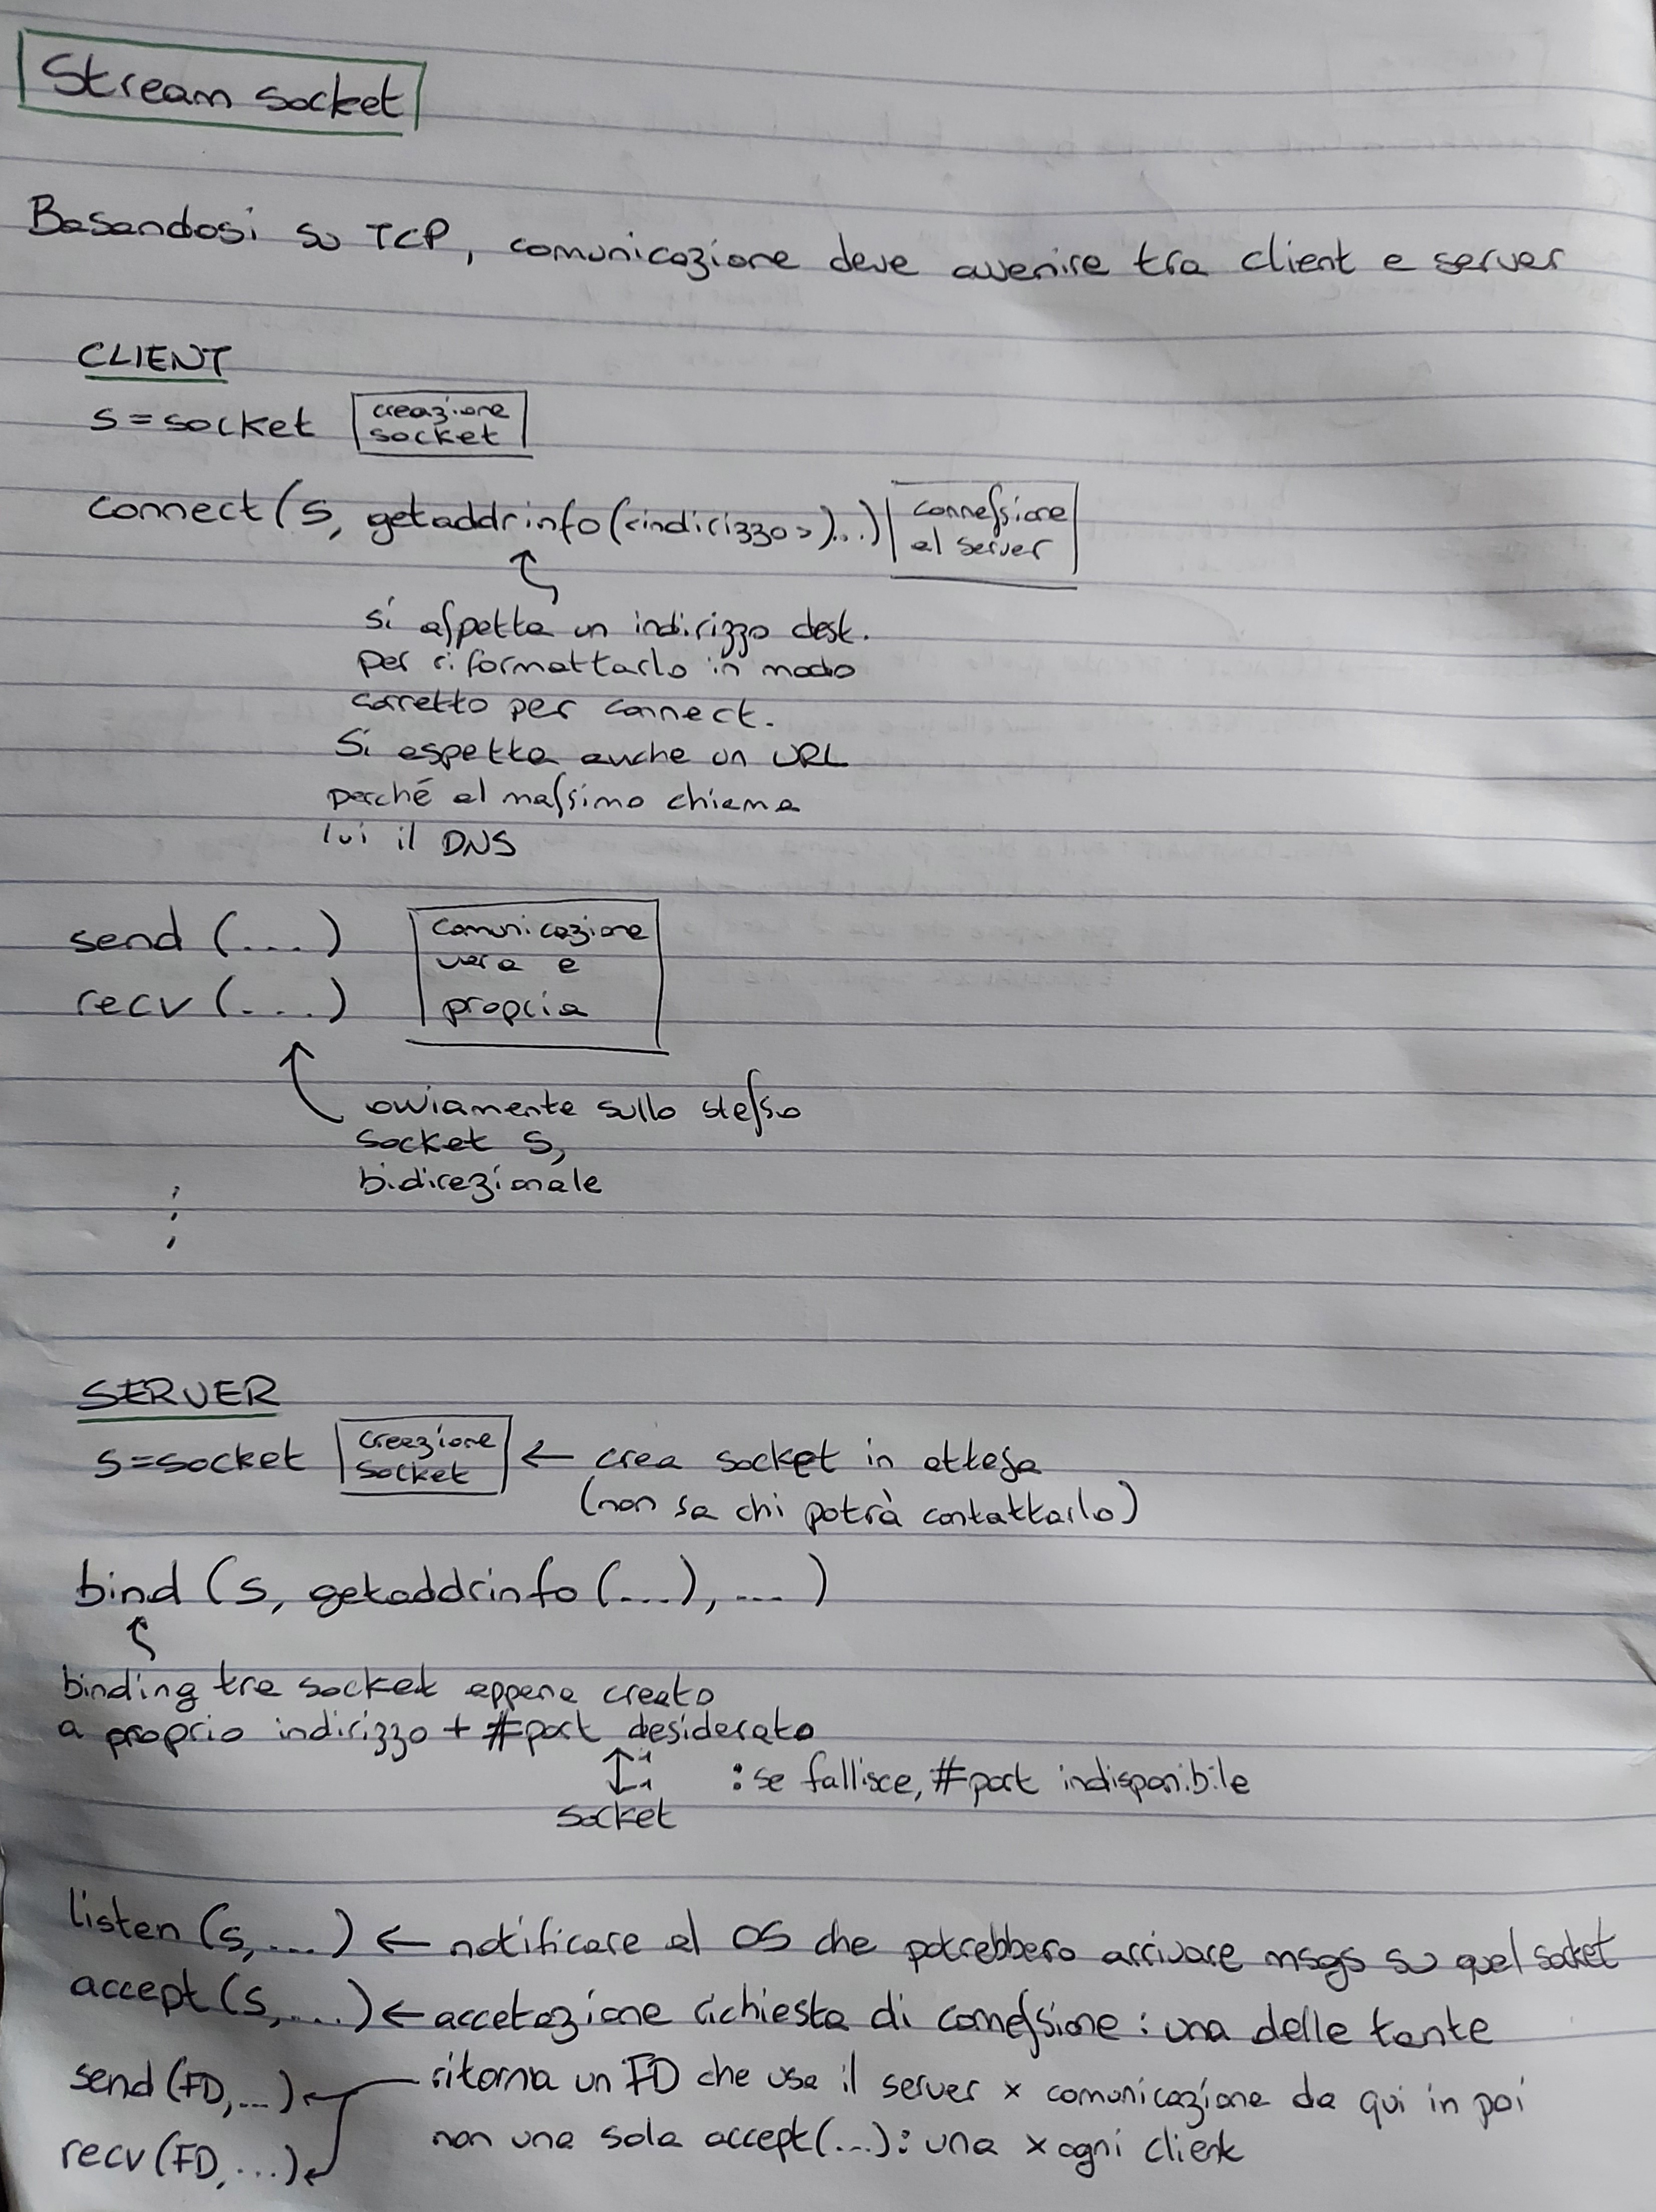 Stream socket
Basandosi su TCP, comunicazione deve avvenire tra client e server
CLIENT
s=socket creazione
socket
connect(s, getaddrinfo(<indirizzo>)...) connessione
al server
si aspetta un indirizzo dest.
per riformattarlo in modo
corretto per connect.
Si aspetta anche un URL
perché al massimo chiama
lui il DNS
send (....) comunicazione
vera e
recv (....) propria
ovviamente sullo stesso
socket s,
bidirezionale
SERVER
s=socket creazione
socket ← crea socket in attesa
(non sa chi potrà contattarlo)
bind (s, getaddrinfo (....), .... )
binding tra socket appena creato
a proprio indirizzo + #port desiderato
↕ 1
1 : se fallisce, #port indisponibile
socket
listen (s, ....) ← notificare al OS che potrebbero arrivare msgs su quel socket
accept (s, ....) ← accetazione richiesta di connessione : una delle tante
send (FD, ...) ritorna un FD che usa il server x comunicazione da qui in poi
recv (FD, ...) non una sola accept(...): una x ogni client